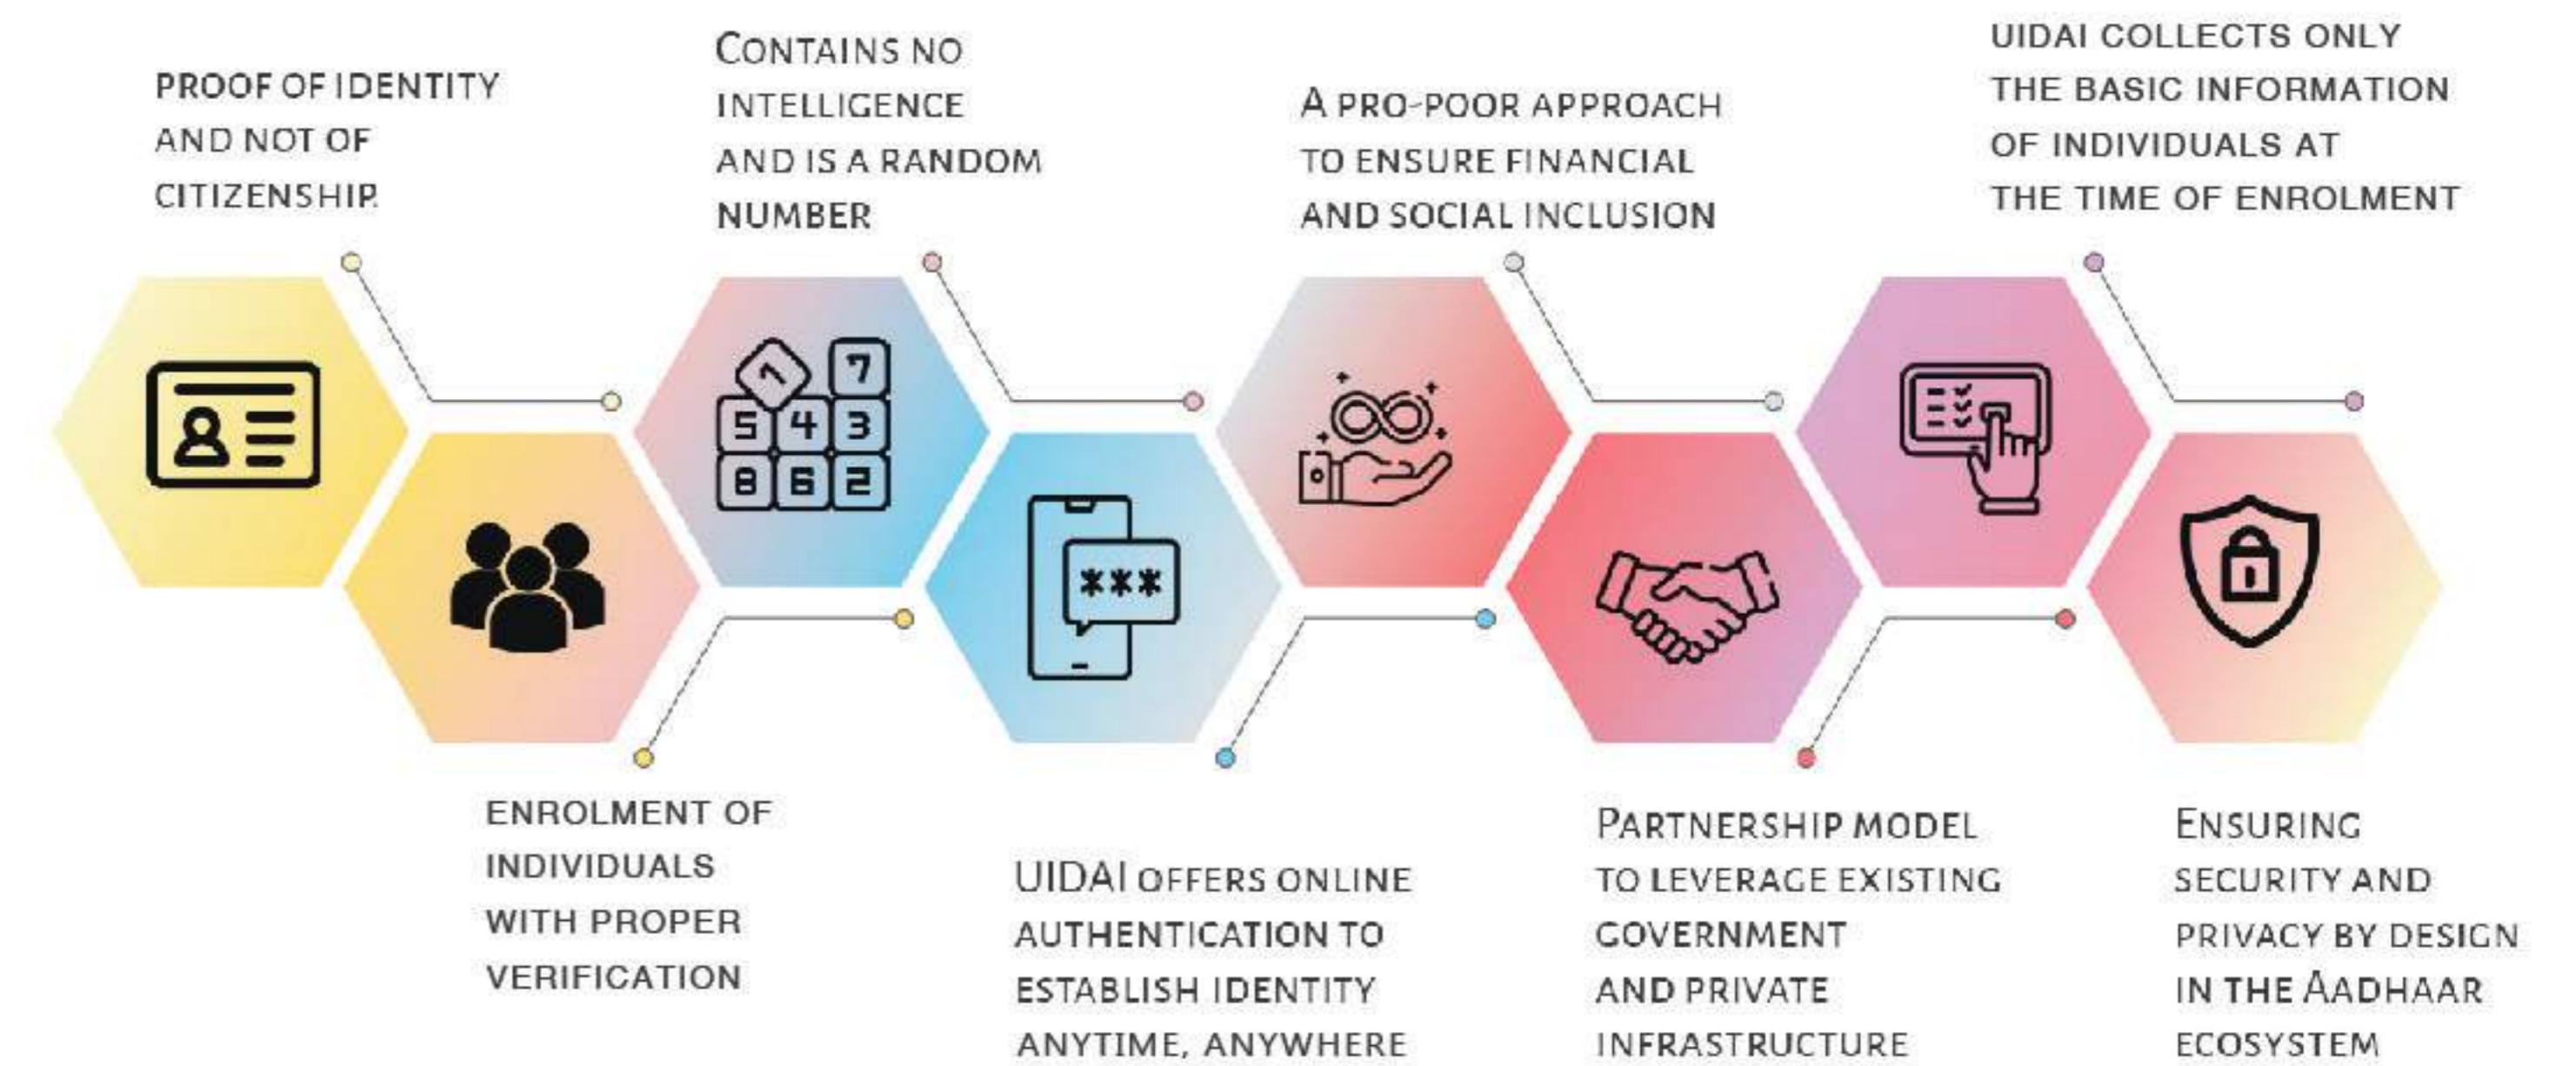 PROOF OF IDENTITY
AND NOT OF
CITIZENSHIP.
ENROLMENT OF
INDIVIDUALS
WITH PROPER
VERIFICATION
CONTAINS NO
INTELLIGENCE
AND IS A RANDOM
NUMBER
1 7
5 4 3
8 6 2
UIDAI OFFERS ONLINE
AUTHENTICATION TO
ESTABLISH IDENTITY
ANYTIME, ANYWHERE
***
A PRO-POOR APPROACH
TO ENSURE FINANCIAL
AND SOCIAL INCLUSION
PARTNERSHIP MODEL
TO LEVERAGE EXISTING
GOVERNMENT
AND PRIVATE
INFRASTRUCTURE
UIDAI COLLECTS ONLY
THE BASIC INFORMATION
OF INDIVIDUALS AT
THE TIME OF ENROLMENT
ENSURING
SECURITY AND
PRIVACY BY DESIGN
IN THE AADHAAR
ECOSYSTEM